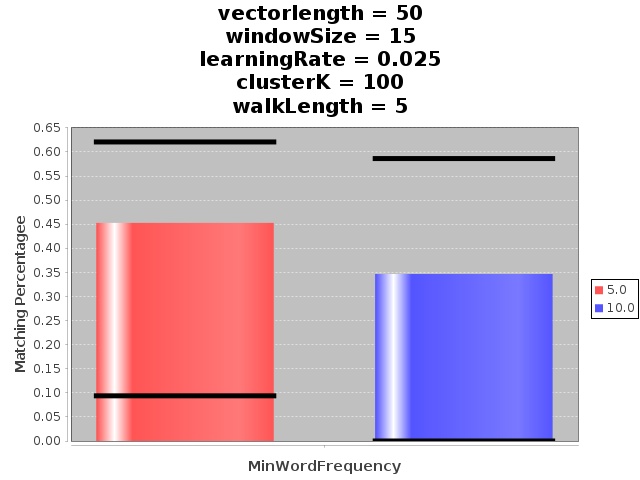 vectorlength = 50
windowSize = 15
learningRate = 0.025
clusterK = 100
walkLength = 5
0.65
0.60
0.55
0.50
0.45
0.40
0.35
0.30
0.25
0.20
0.15
0.10
0.05
0.00
Matching Percentagee
MinWordFrequency
5.0
10.0